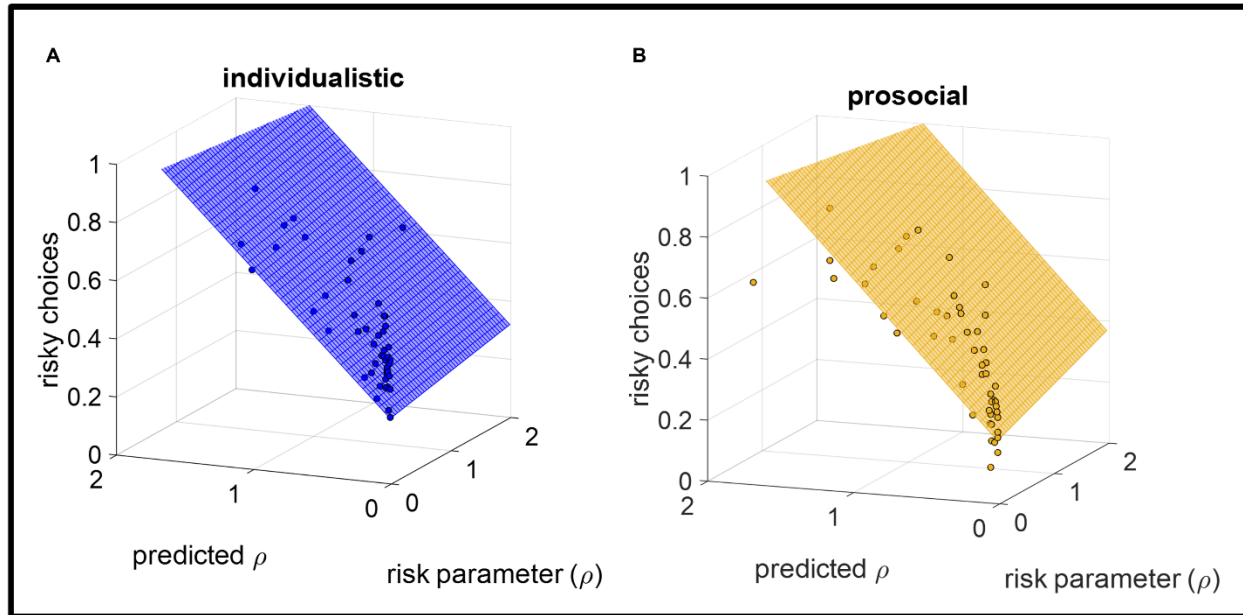 A
individualistic
1
0.8
0.6
0.4
0.2
0
risky choices
2
1
0
predicted ρ
0
1
2
risk parameter (ρ)
B
prosocial
1
0.8
0.6
0.4
0.2
0
risky choices
2
1
0
predicted ρ
0
1
2
risk parameter (ρ)